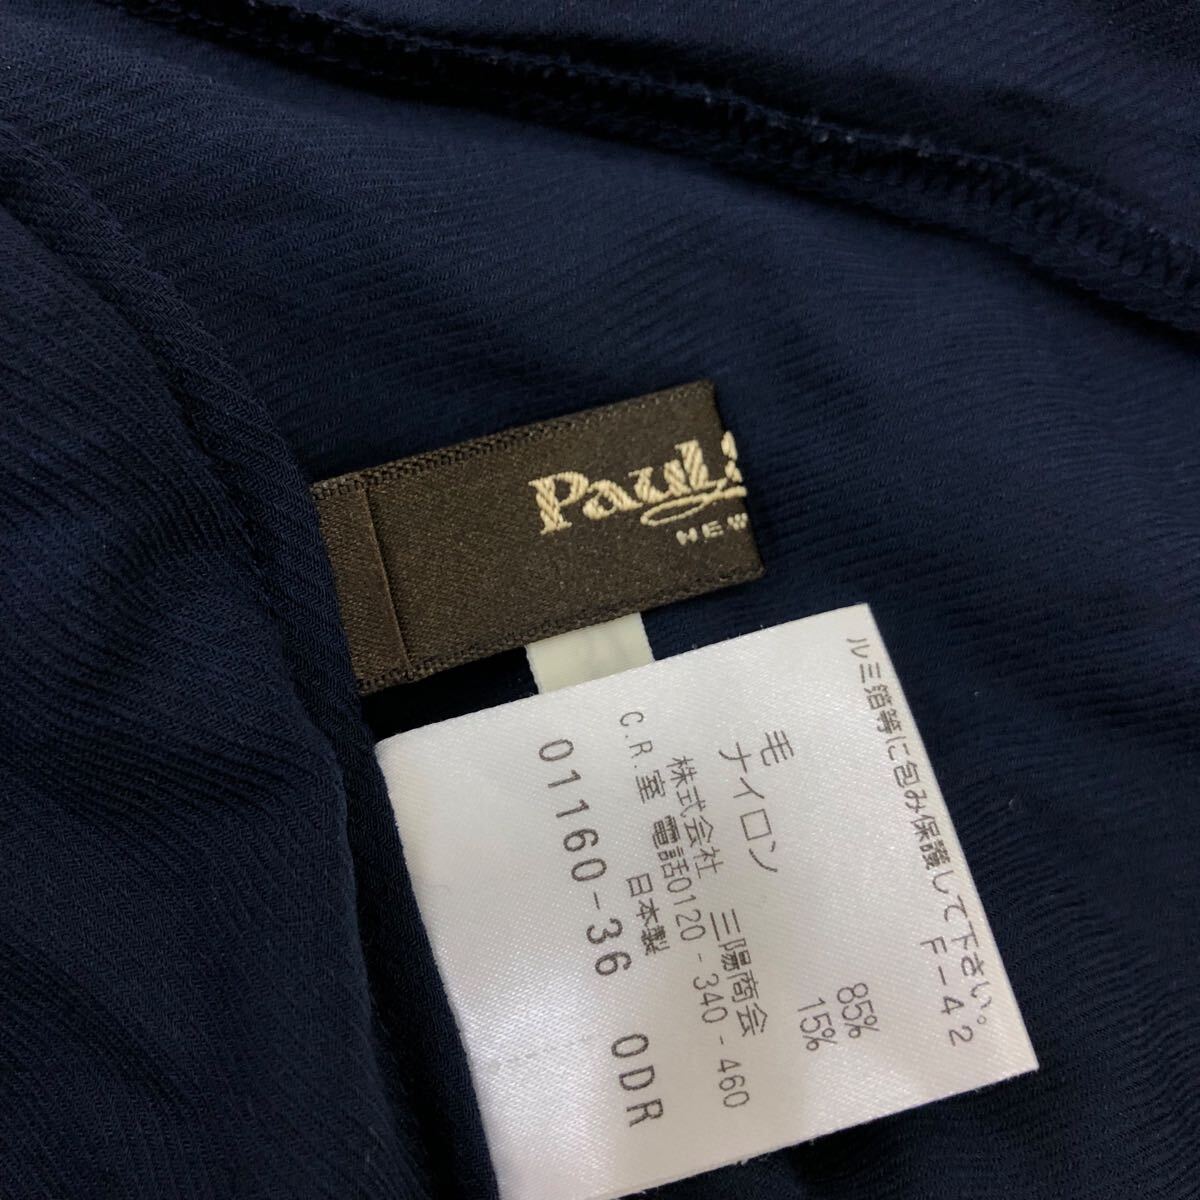 Paul
NEW
ルミ箔等に包み保護して下さい。
F-42
毛 85%
ナイロン 15%
株式会社 三陽商会
C.R.室 電話0120-340-460
日本製
01160-36 ODR